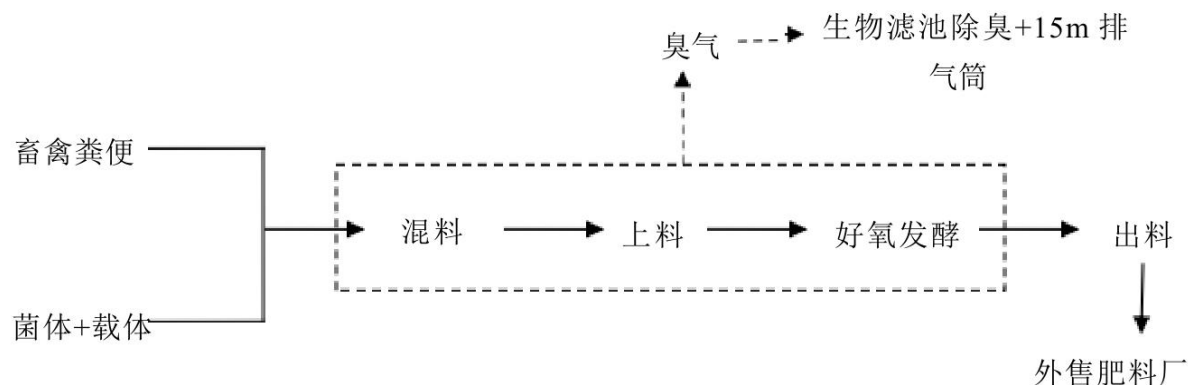 臭气
生物滤池除臭+15m 排
气筒
畜禽粪便
混料
上料
好氧发酵
出料
菌体+载体
外售肥料厂